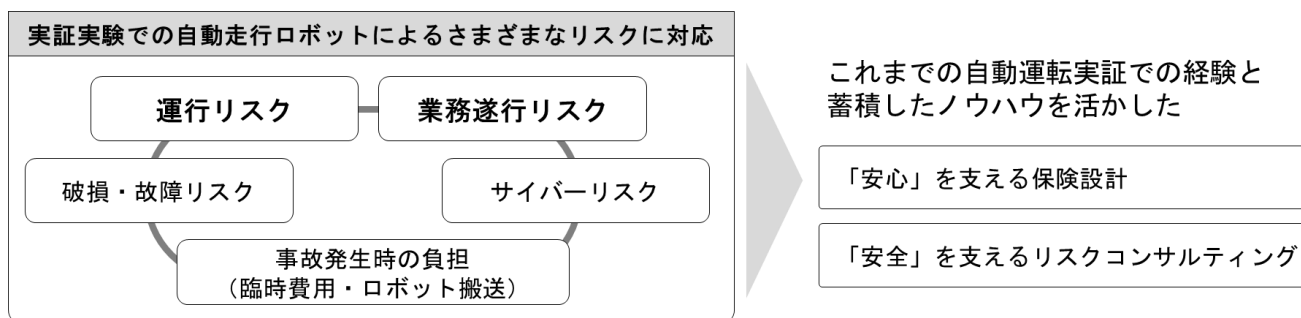 実証実験での自動走行ロボットによるさまざまなリスクに対応
運行リスク
業務遂行リスク
破損・故障リスク
サイバーリスク
事故発生時の負担
（臨時費用・ロボット搬送）
これまでの自動運転実証での経験と
蓄積したノウハウを活かした
「安心」を支える保険設計
「安全」を支えるリスクコンサルティング